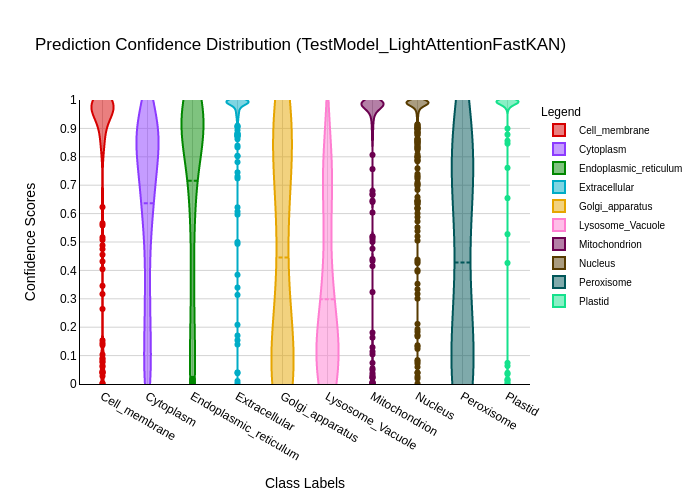 Prediction Confidence Distribution (TestModel_LightAttentionFastKAN)
Legend
Cell_membrane
Cytoplasm
Endoplasmic_reticulum
Extracellular
Golgi_apparatus
Lysosome_Vacuole
Mitochondrion
Nucleus
Peroxisome
Plastid
Confidence Scores
1
0.9
0.8
0.7
0.6
0.5
0.4
0.3
0.2
0.1
0
Cell_membrane
Cytoplasm
Endoplasmic_reticulum
Extracellular
Golgi_apparatus
Lysosome_Vacuole
Mitochondrion
Nucleus
Peroxisome
Plastid
Class Labels